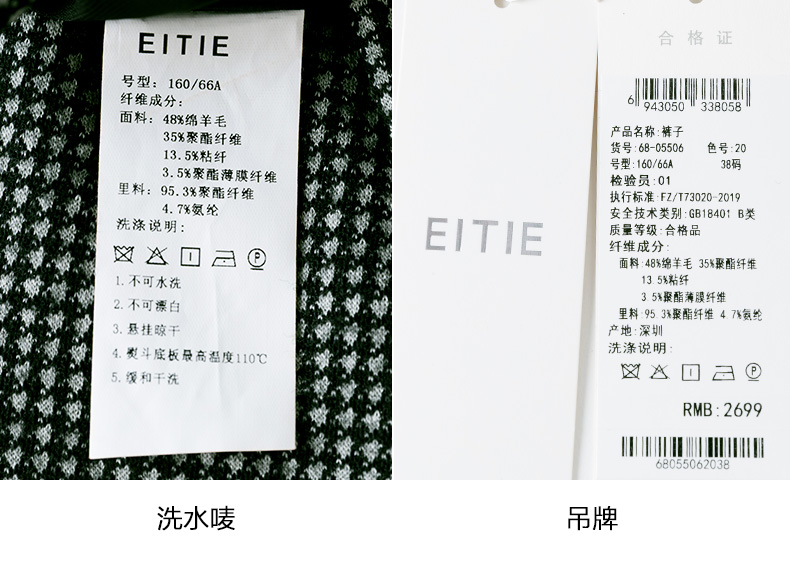 EITIE
号型: 160/66A
纤维成分:
面料: 48%绵羊毛
35%聚酯纤维
13.5%粘纤
3.5%聚酯薄膜纤维
里料: 95.3%聚酯纤维
4.7%氨纶
洗涤说明:
1.不可水洗
2.不可漂白
3.悬挂晾干
4.熨斗底板最高温度110℃
5.缓和干洗
洗水唛
EITIE
合格证
6 943050 338058
产品名称:裤子
货号:68-05506 色号:20
号型:160/66A 38码
检验员:01
执行标准:FZ/T73020-2019
安全技术类别:GB18401 B类
质量等级:合格品
纤维成分:
面料:48%绵羊毛 35%聚酯纤维
13.5%粘纤
3 5%聚酯薄膜纤维
里料:95 3%聚酯纤维 4.7%氨纶
产地:深圳
洗涤说明:
RMB:2699
68055062038
吊牌